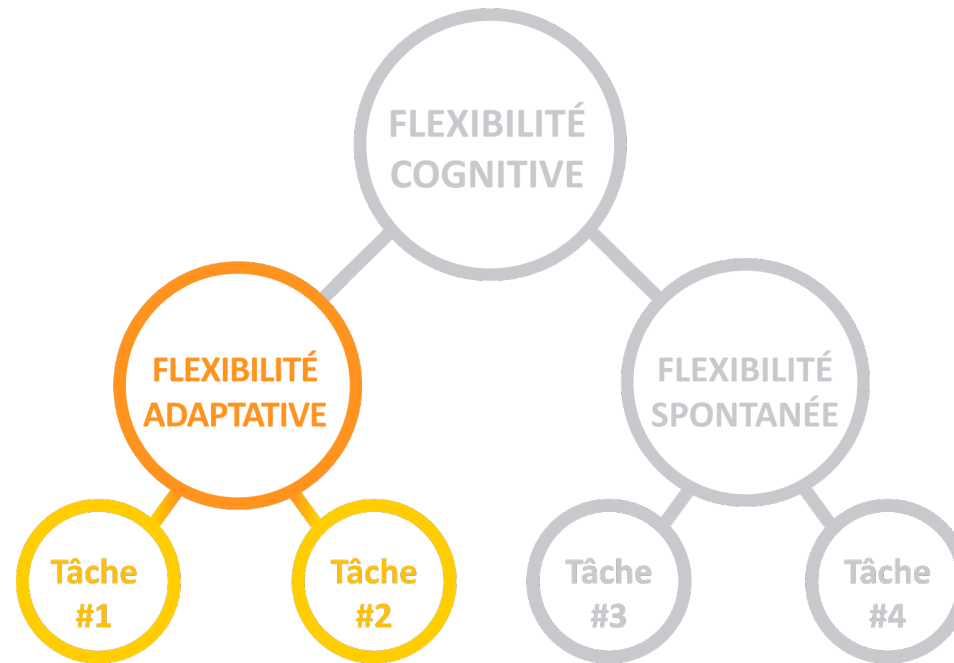 FLEXIBILITÉ
COGNITIVE
FLEXIBILITÉ
ADAPTATIVE
FLEXIBILITÉ
SPONTANÉE
Tâche
#1
Tâche
#2
Tâche
#3
Tâche
#4